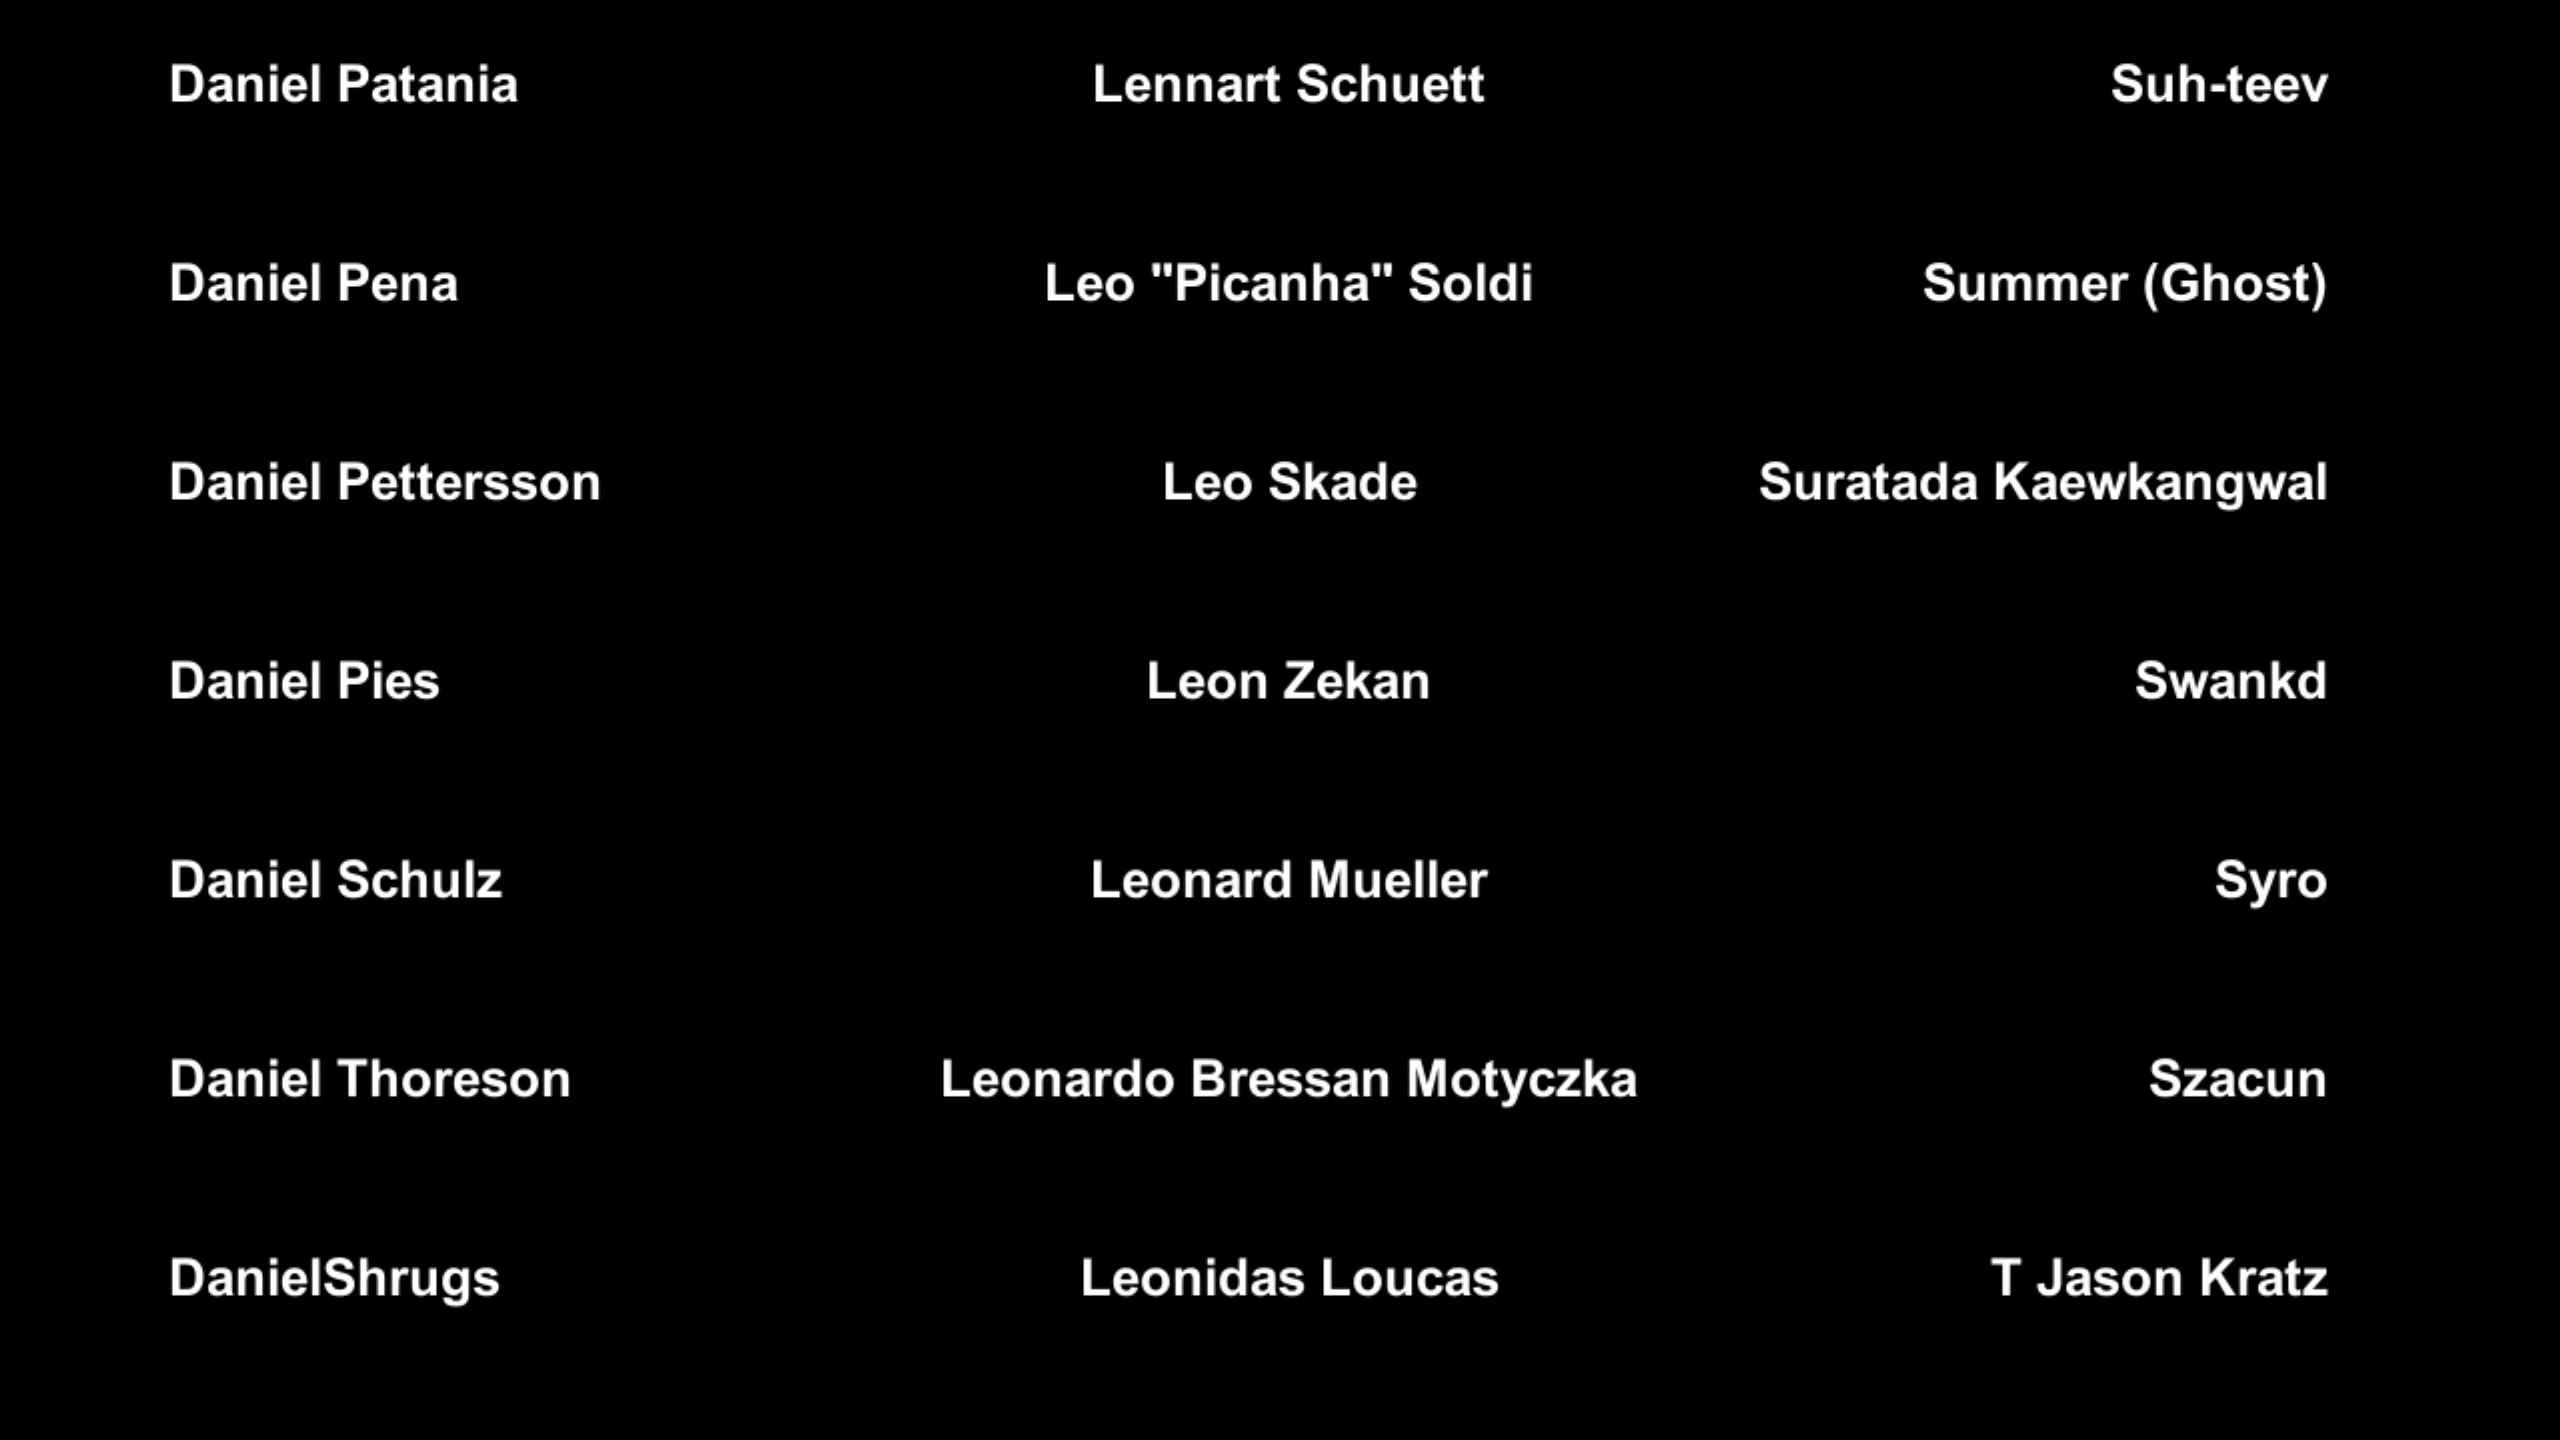 Daniel Patania
Lennart Schuett
Suh-teev
Daniel Pena
Leo "Picanha" Soldi
Summer (Ghost)
Daniel Pettersson
Leo Skade
Suratada Kaewkangwal
Daniel Pies
Leon Zekan
Swankd
Daniel Schulz
Leonard Mueller
Syro
Daniel Thoreson
Leonardo Bressan Motyczka
Szacun
DanielShrugs
Leonidas Loucas
T Jason Kratz